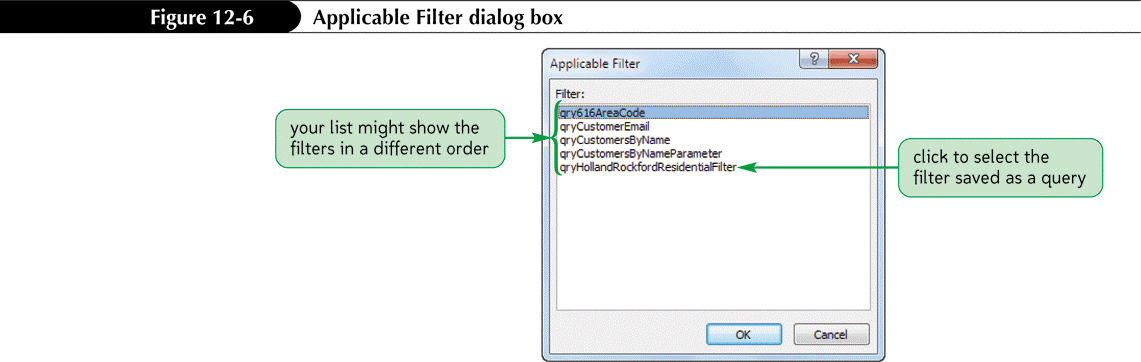 Figure 12-6 Applicable Filter dialog box
Applicable Filter
Filter:
your list might show the
filters in a different order
qry616AreaCode
qryCustomerEmail
qryCustomersByName
qryCustomersByNameParameter
qryHollandRockfordResidentialFilter
click to select the
filter saved as a query
OK Cancel